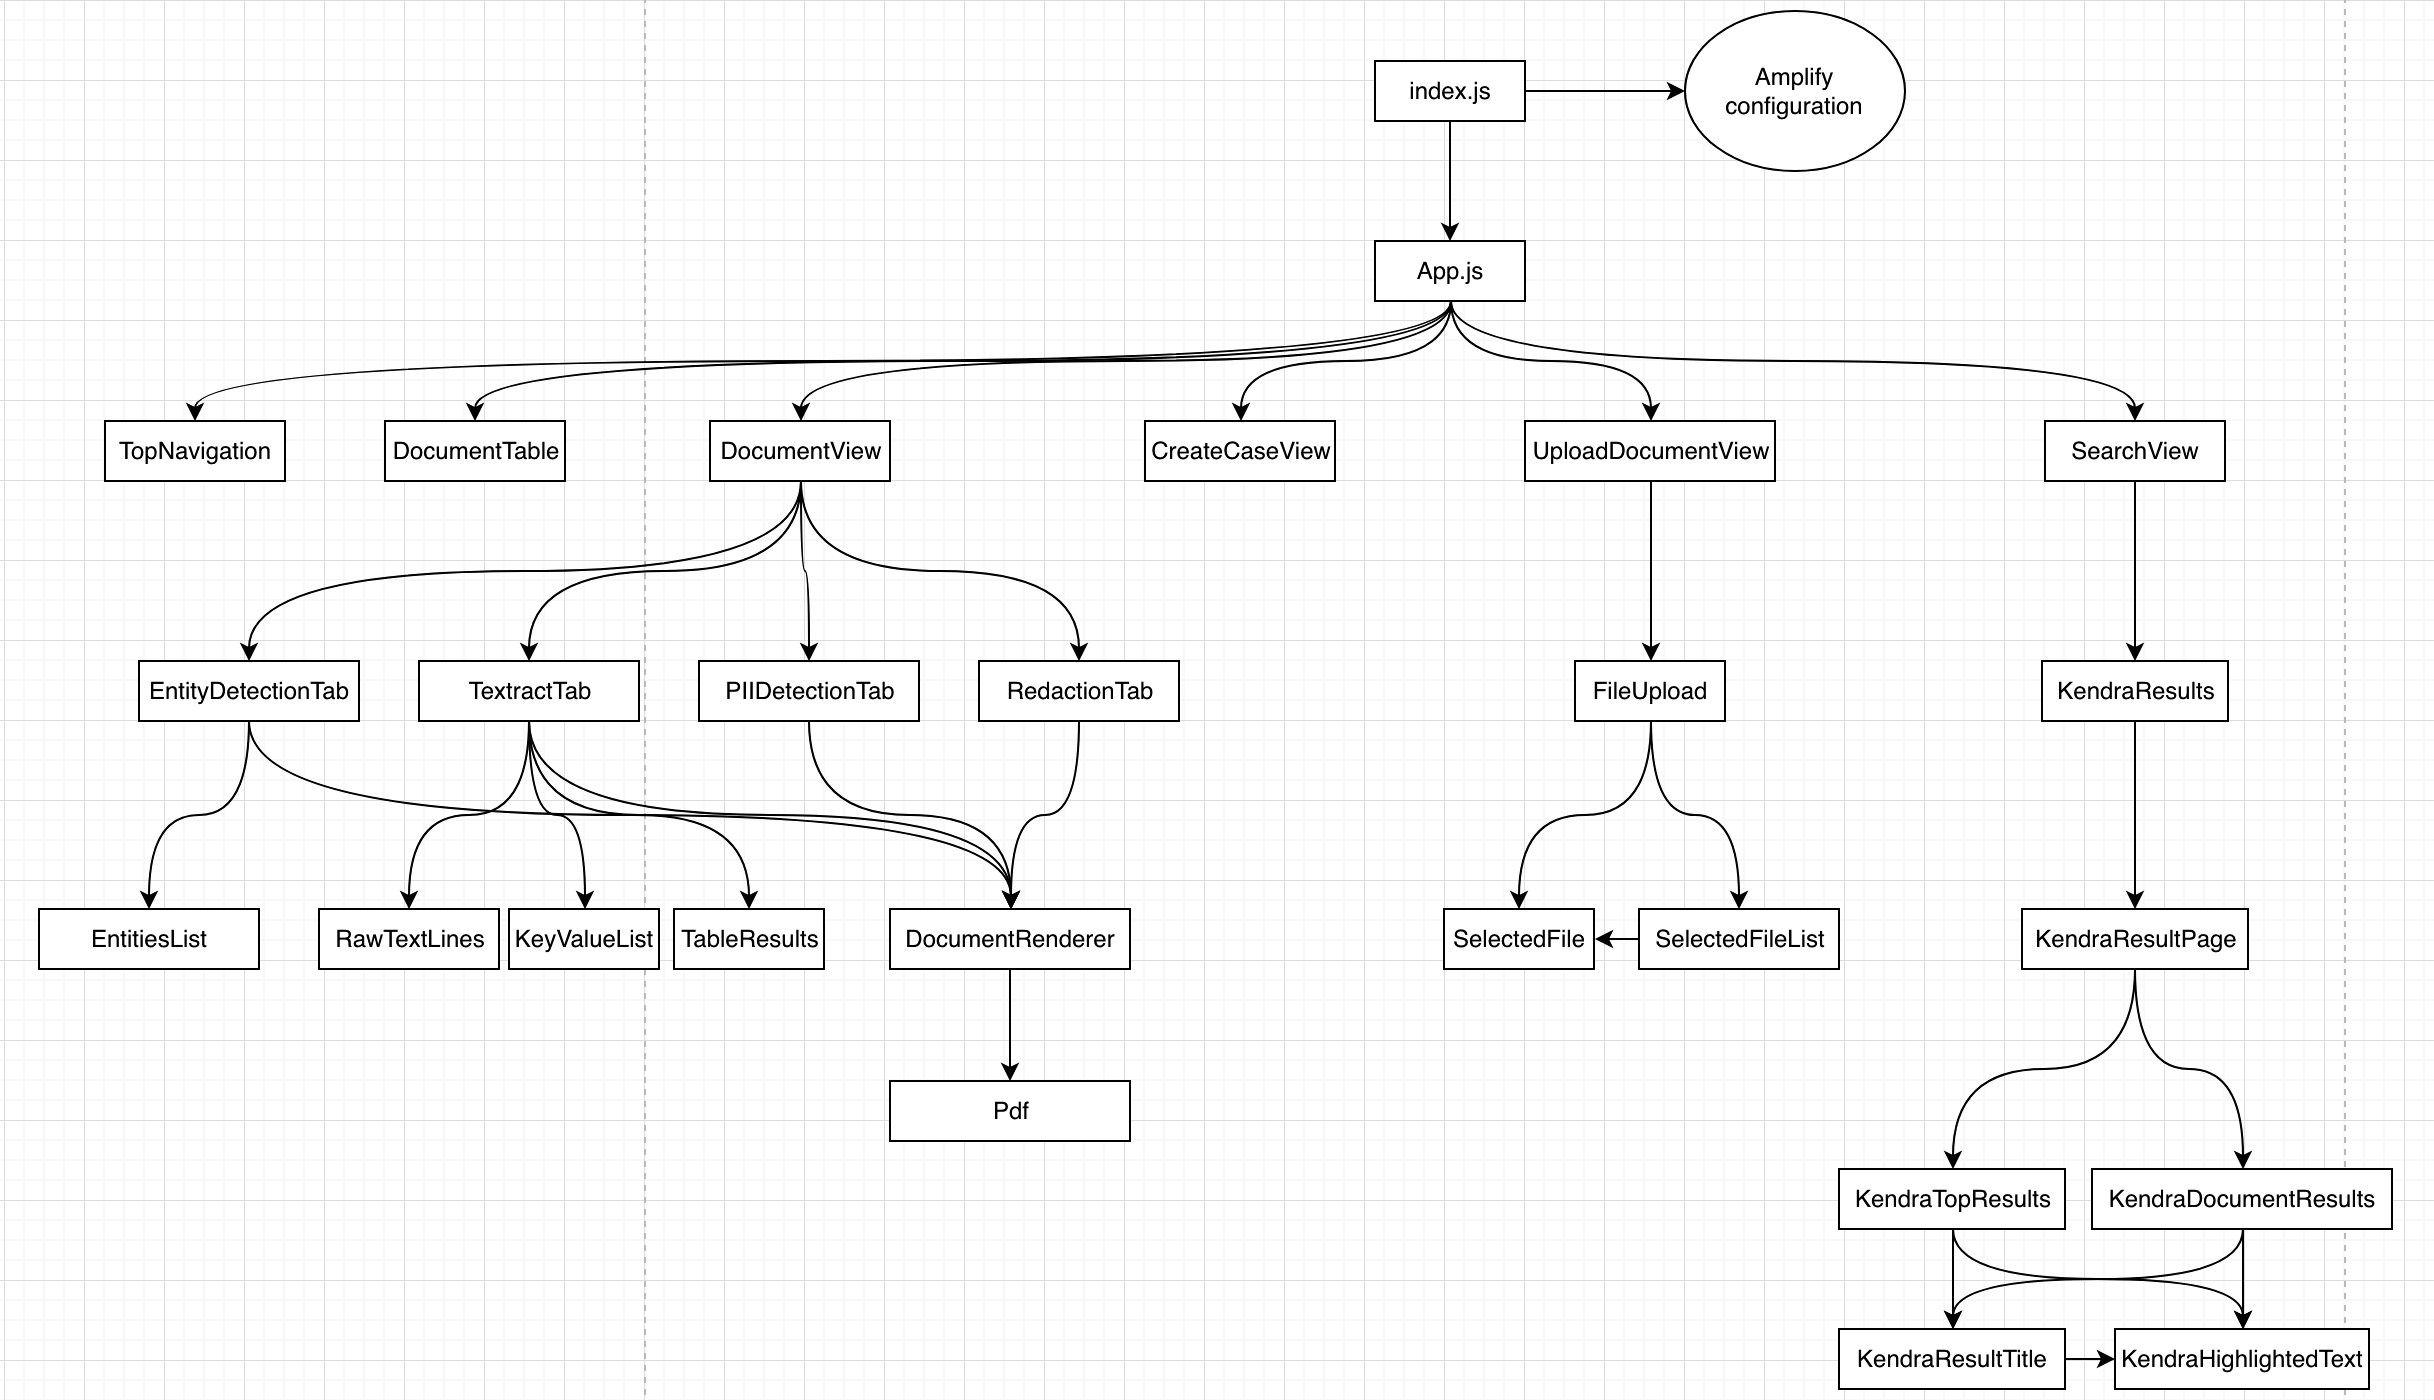 index.js
Amplify
configuration
App.js
TopNavigation
DocumentTable
DocumentView
CreateCaseView
UploadDocumentView
SearchView
EntityDetectionTab
TextractTab
PIIDetectionTab
RedactionTab
FileUpload
KendraResults
EntitiesList
RawTextLines
KeyValueList
TableResults
DocumentRenderer
SelectedFile
SelectedFileList
KendraResultPage
Pdf
KendraTopResults
KendraDocumentResults
KendraResultTitle
KendraHighlightedText